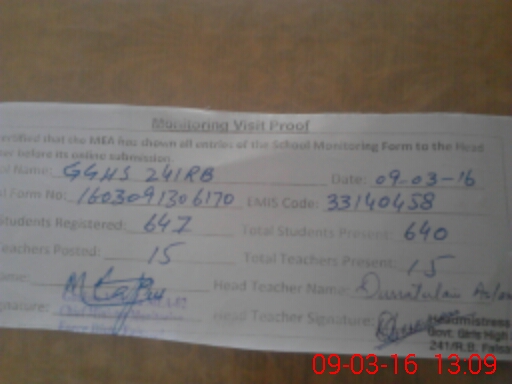 Monitoring Visit Proof
certified that the MEA has shown all entries of the School Monitoring Form to the Head
before its online submission.
Name: GGHS 241RB Date: 09-03-16
Form No: 1603091306170 EMIS Code: 33140458
Students Registered: 647 Total Students Present: 640
Teachers Posted: 15 Total Teachers Present: 15
Head Teacher Name:
Head Teacher Signature:
Headmistress
Govt. Girls High
241/R.B.
09-03-16 13:09